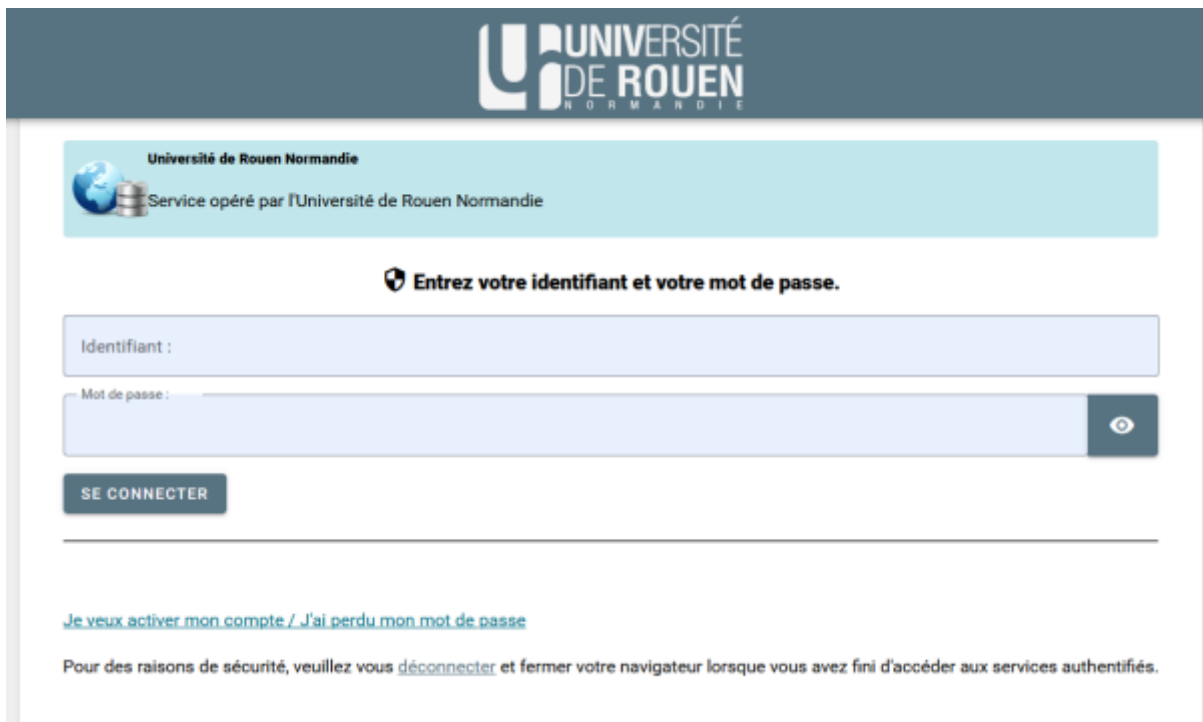 UNIVERSITÉ
DE ROUEN
NORMANDIE
Université de Rouen Normandie
Service opéré par l'Université de Rouen Normandie
Entrez votre identifiant et votre mot de passe.
Identifiant :
Mot de passe :
SE CONNECTER
Je veux activer mon compte / J'ai perdu mon mot de passe
Pour des raisons de sécurité, veuillez vous déconnecter et fermer votre navigateur lorsque vous avez fini d'accéder aux services authentifiés.